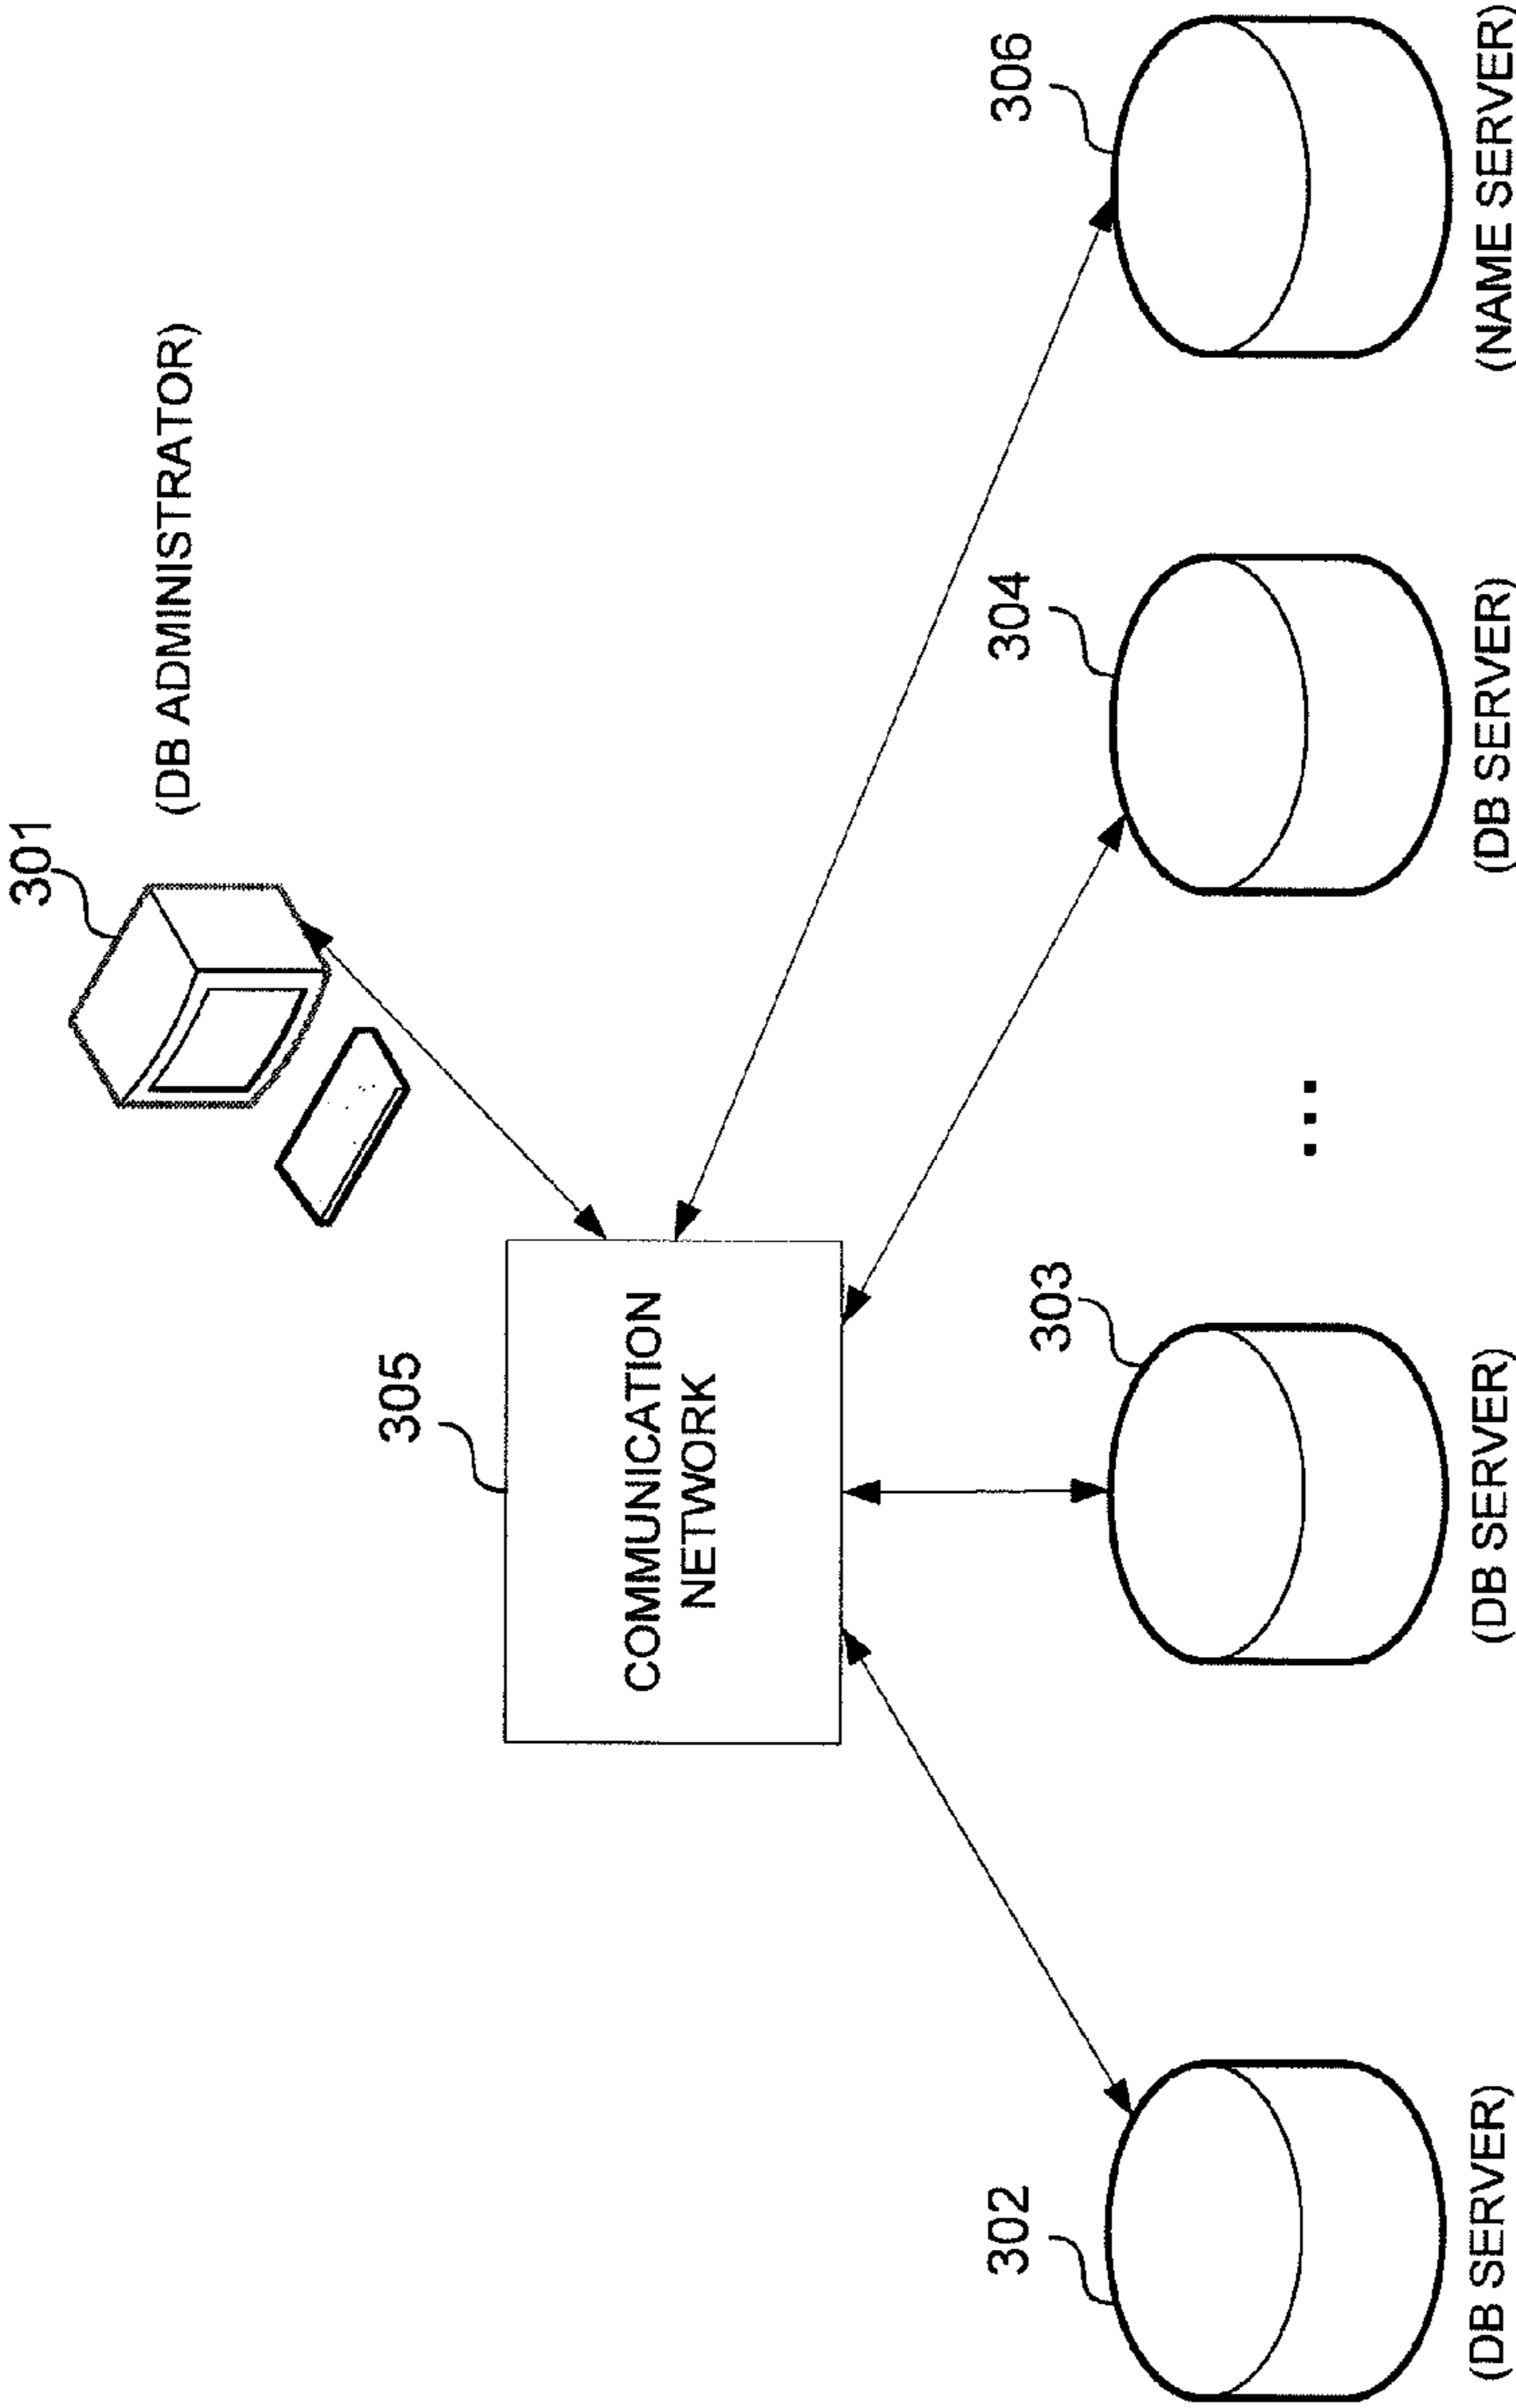 301
(DB ADMINISTRATOR)
305
COMMUNICATION
NETWORK
302
303
304
306
(DB SERVER)
(DB SERVER)
...
(DB SERVER)
(NAME SERVER)